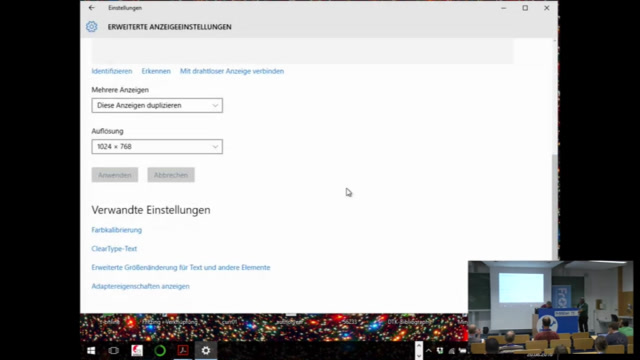 Einstellungen
ERWEITERTE ANZEIGEEINSTELLUNGEN
Identifizieren Erkennen Mit drahtloser Anzeige verbinden
Mehrere Anzeigen
Diese Anzeigen duplizieren
Auflösung
1024 × 768
Anwenden Abbrechen
Verwandte Einstellungen
Farbkalibrierung
ClearType-Text
Erweiterte Größenänderung für Text und andere Elemente
Adaptereigenschaften anzeigen